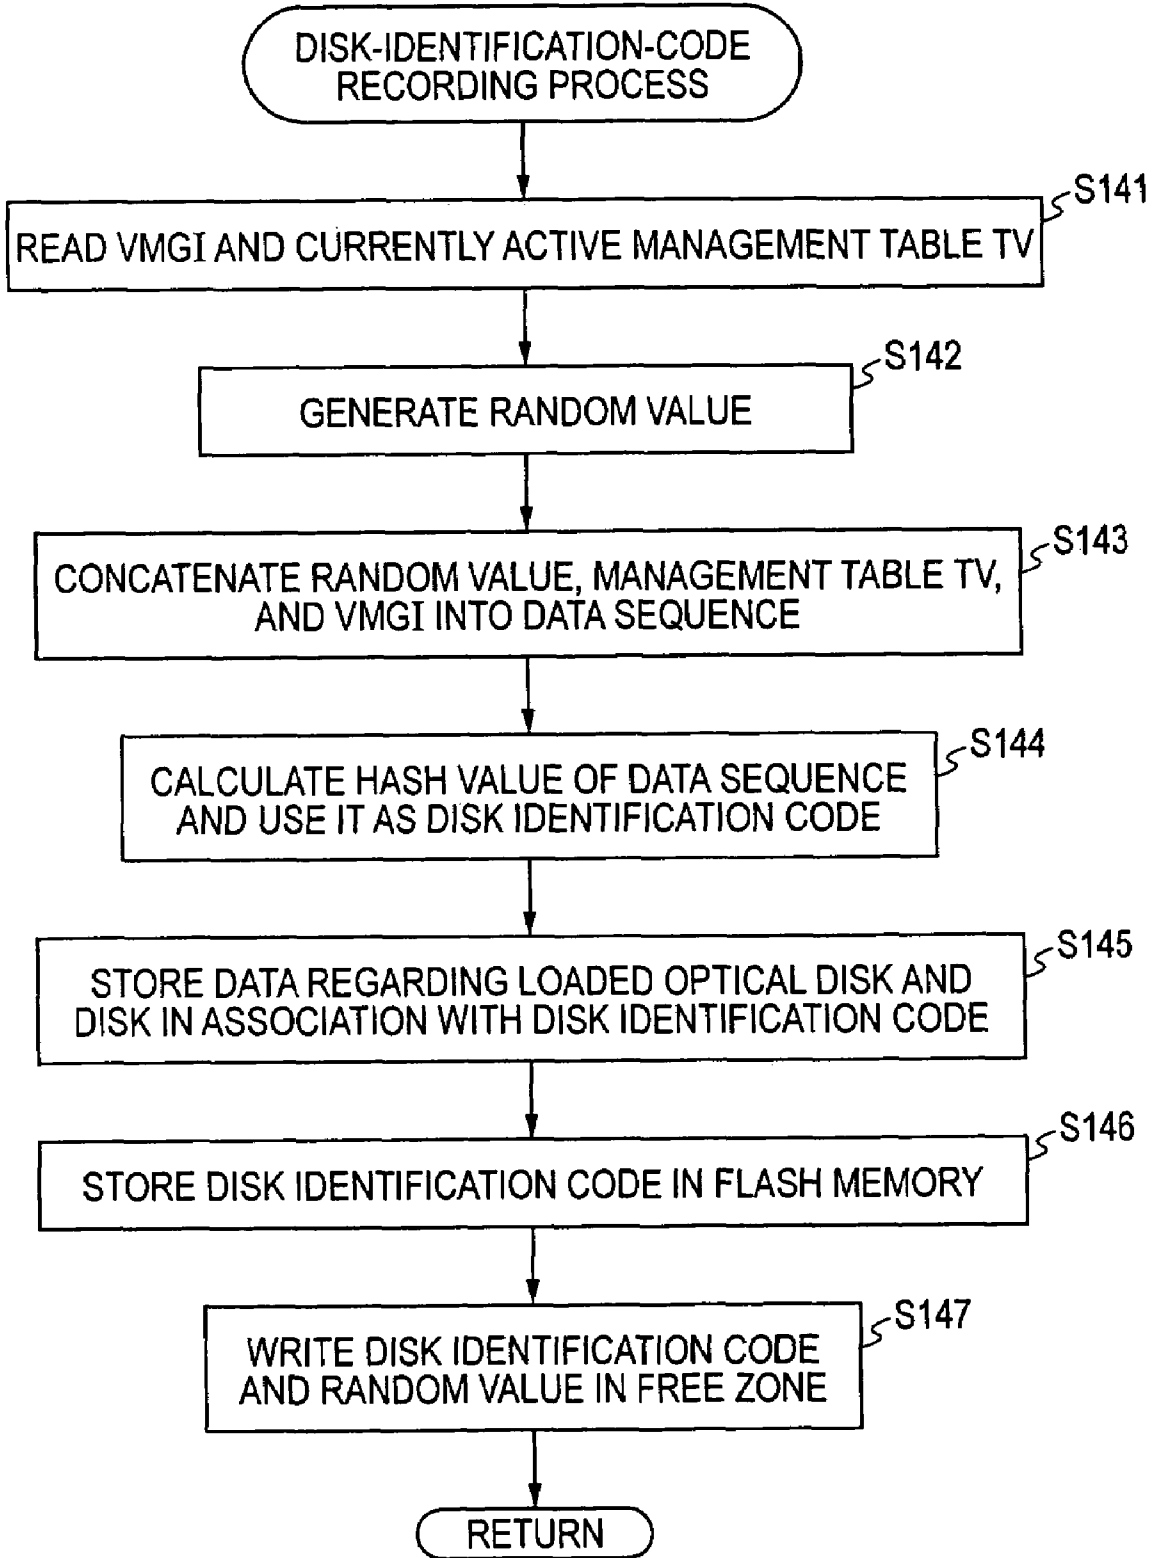 DISK-IDENTIFICATION-CODE
RECORDING PROCESS
S141
READ VMGI AND CURRENTLY ACTIVE MANAGEMENT TABLE TV
S142
GENERATE RANDOM VALUE
S143
CONCATENATE RANDOM VALUE, MANAGEMENT TABLE TV,
AND VMGI INTO DATA SEQUENCE
S144
CALCULATE HASH VALUE OF DATA SEQUENCE
AND USE IT AS DISK IDENTIFICATION CODE
S145
STORE DATA REGARDING LOADED OPTICAL DISK AND
DISK IN ASSOCIATION WITH DISK IDENTIFICATION CODE
S146
STORE DISK IDENTIFICATION CODE IN FLASH MEMORY
S147
WRITE DISK IDENTIFICATION CODE
AND RANDOM VALUE IN FREE ZONE
RETURN